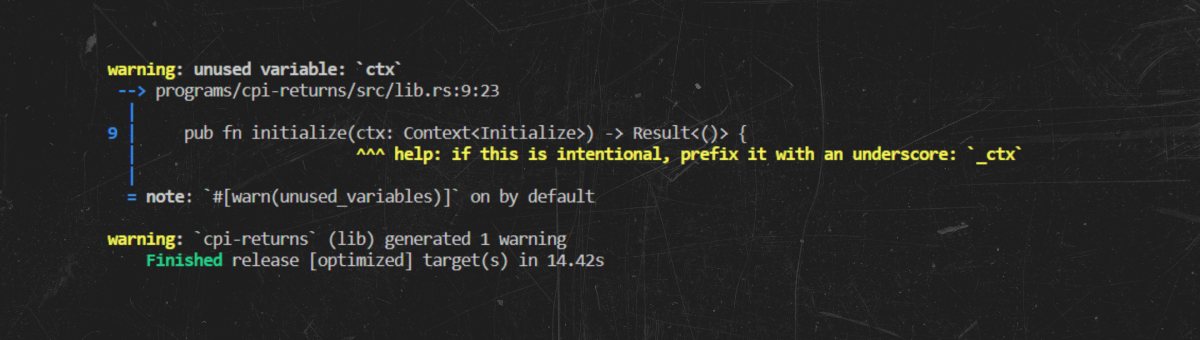 warning: unused variable: `ctx`
--> programs/cpi-returns/src/lib.rs:9:23
|
9 | pub fn initialize(ctx: Context<Initialize>) -> Result<()> {
| ^^^ help: if this is intentional, prefix it with an underscore: `_ctx`
|
= note: `#[warn(unused_variables)]` on by default
warning: `cpi-returns` (lib) generated 1 warning
Finished release [optimized] target(s) in 14.42s